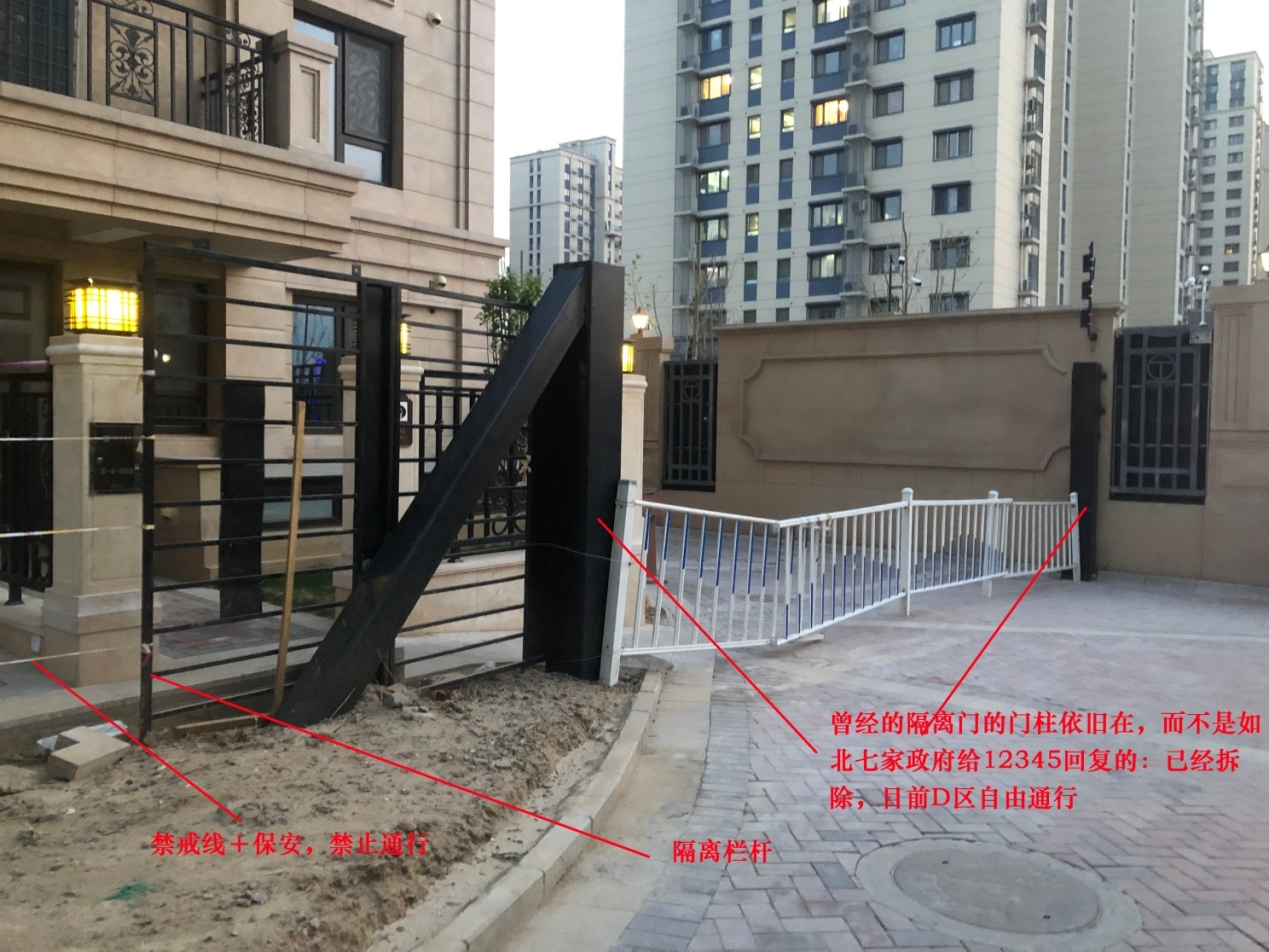 曾经的隔离门的门柱依旧在，而不是如
北七家政府给12345回复的：已经拆
除，目前D区自由通行
禁戒线＋保安，禁止通行
隔离栏杆